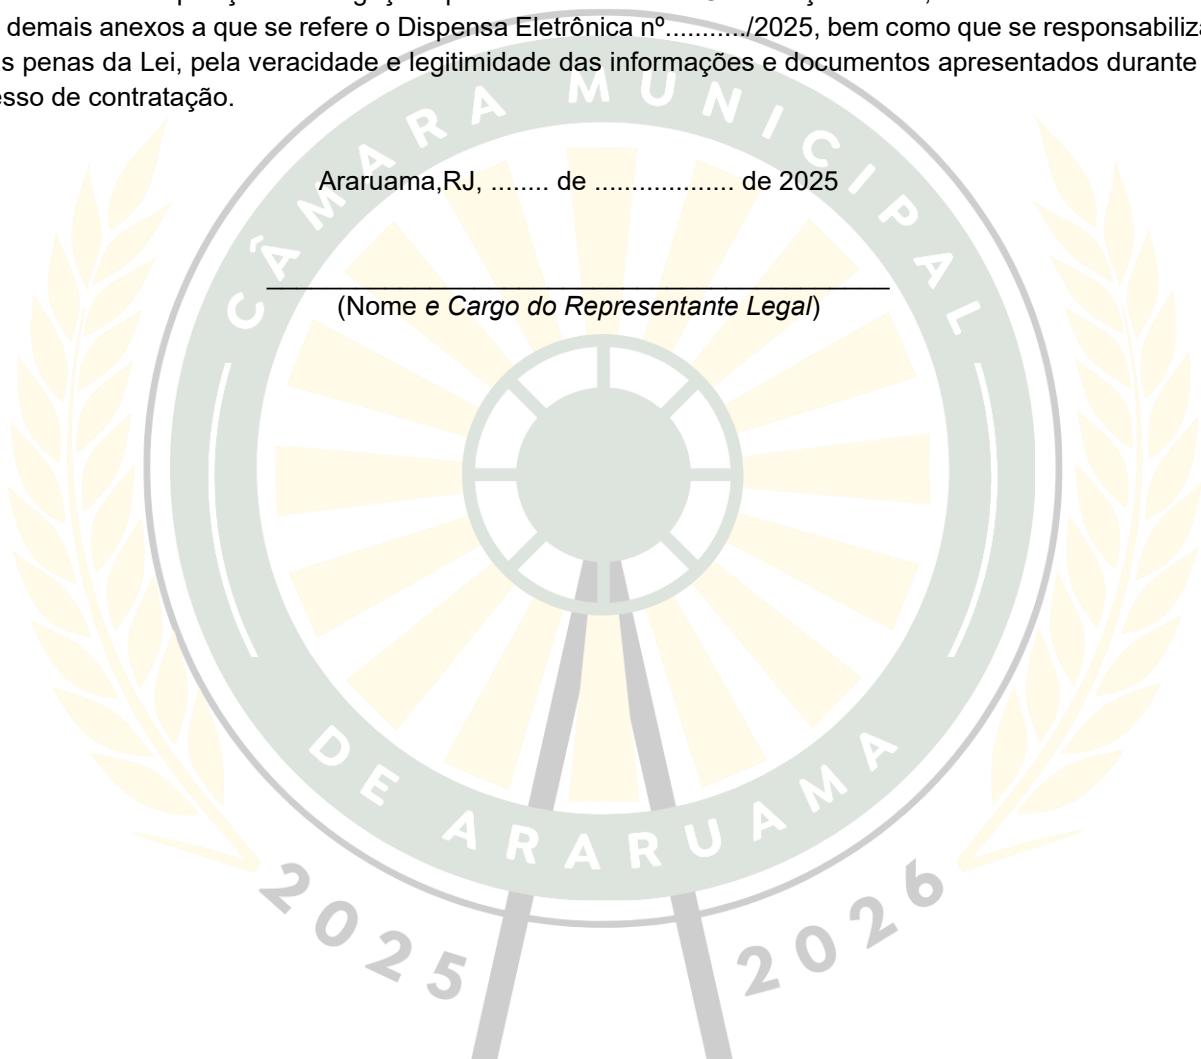 demais anexos a que se refere o Dispensa Eletrônica nº.........../2025, bem como que se responsabiliza
penas da Lei, pela veracidade e legitimidade das informações e documentos apresentados durante
de contratação.
Araruama,RJ, ........ de ................... de 2025
(Nome e Cargo do Representante Legal)
CÂMARA MUNICIPAL
DE ARARUAMA
2025 2026